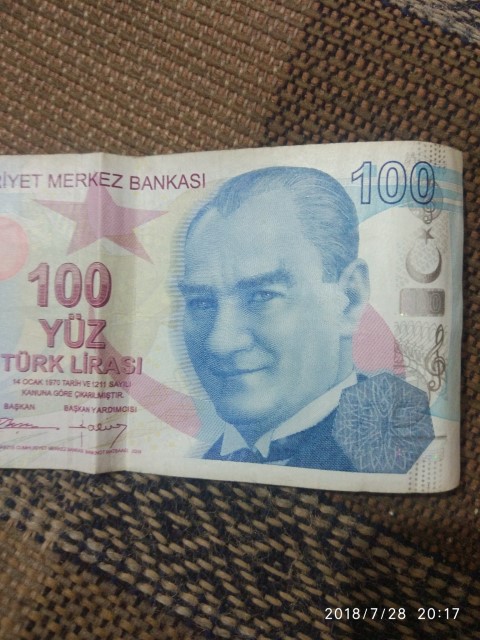 RİYET MERKEZ BANKASI
100
100
YÜZ
TÜRK LİRASI
14 OCAK 1970 TARİH VE 1211 SAYILI
KANUNA GÖRE ÇIKARILMIŞTIR.
BAŞKAN BAŞKAN YARDIMCISI
2018/7/28 20:17